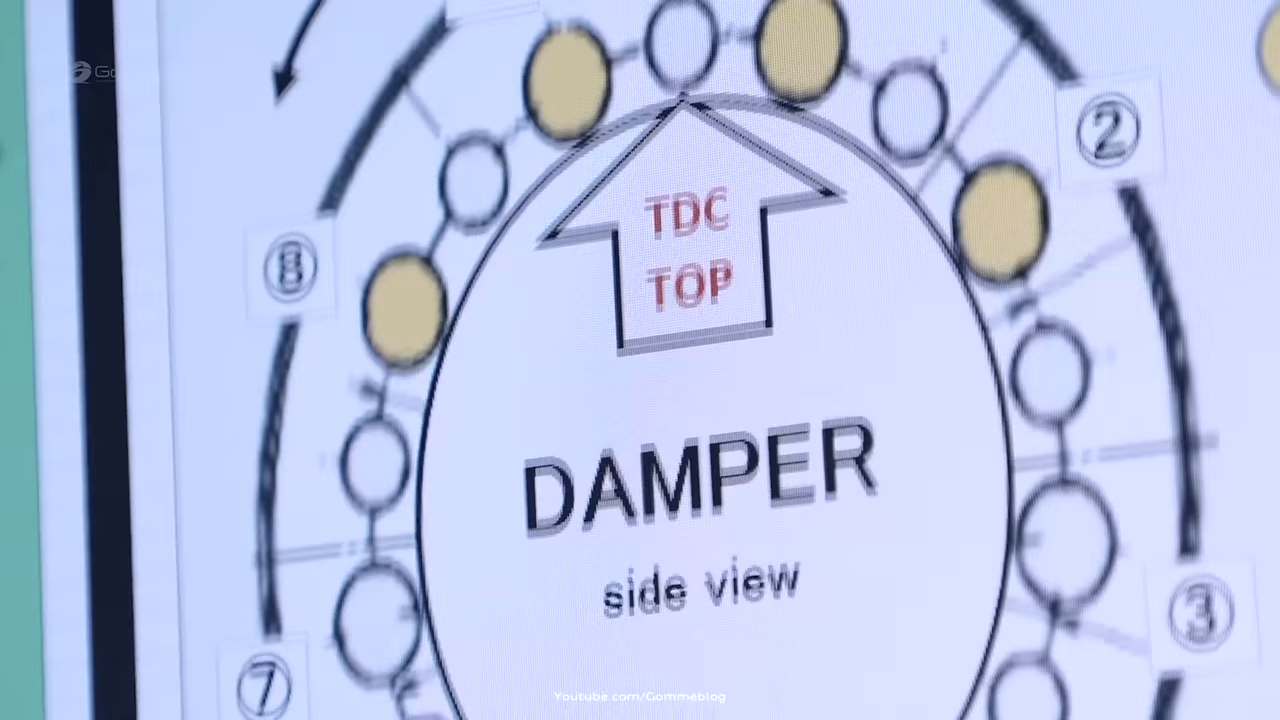 ②
TDC
TOP
⑧
DAMPER
side view
③
⑦
Youtube.com/Gommeblog